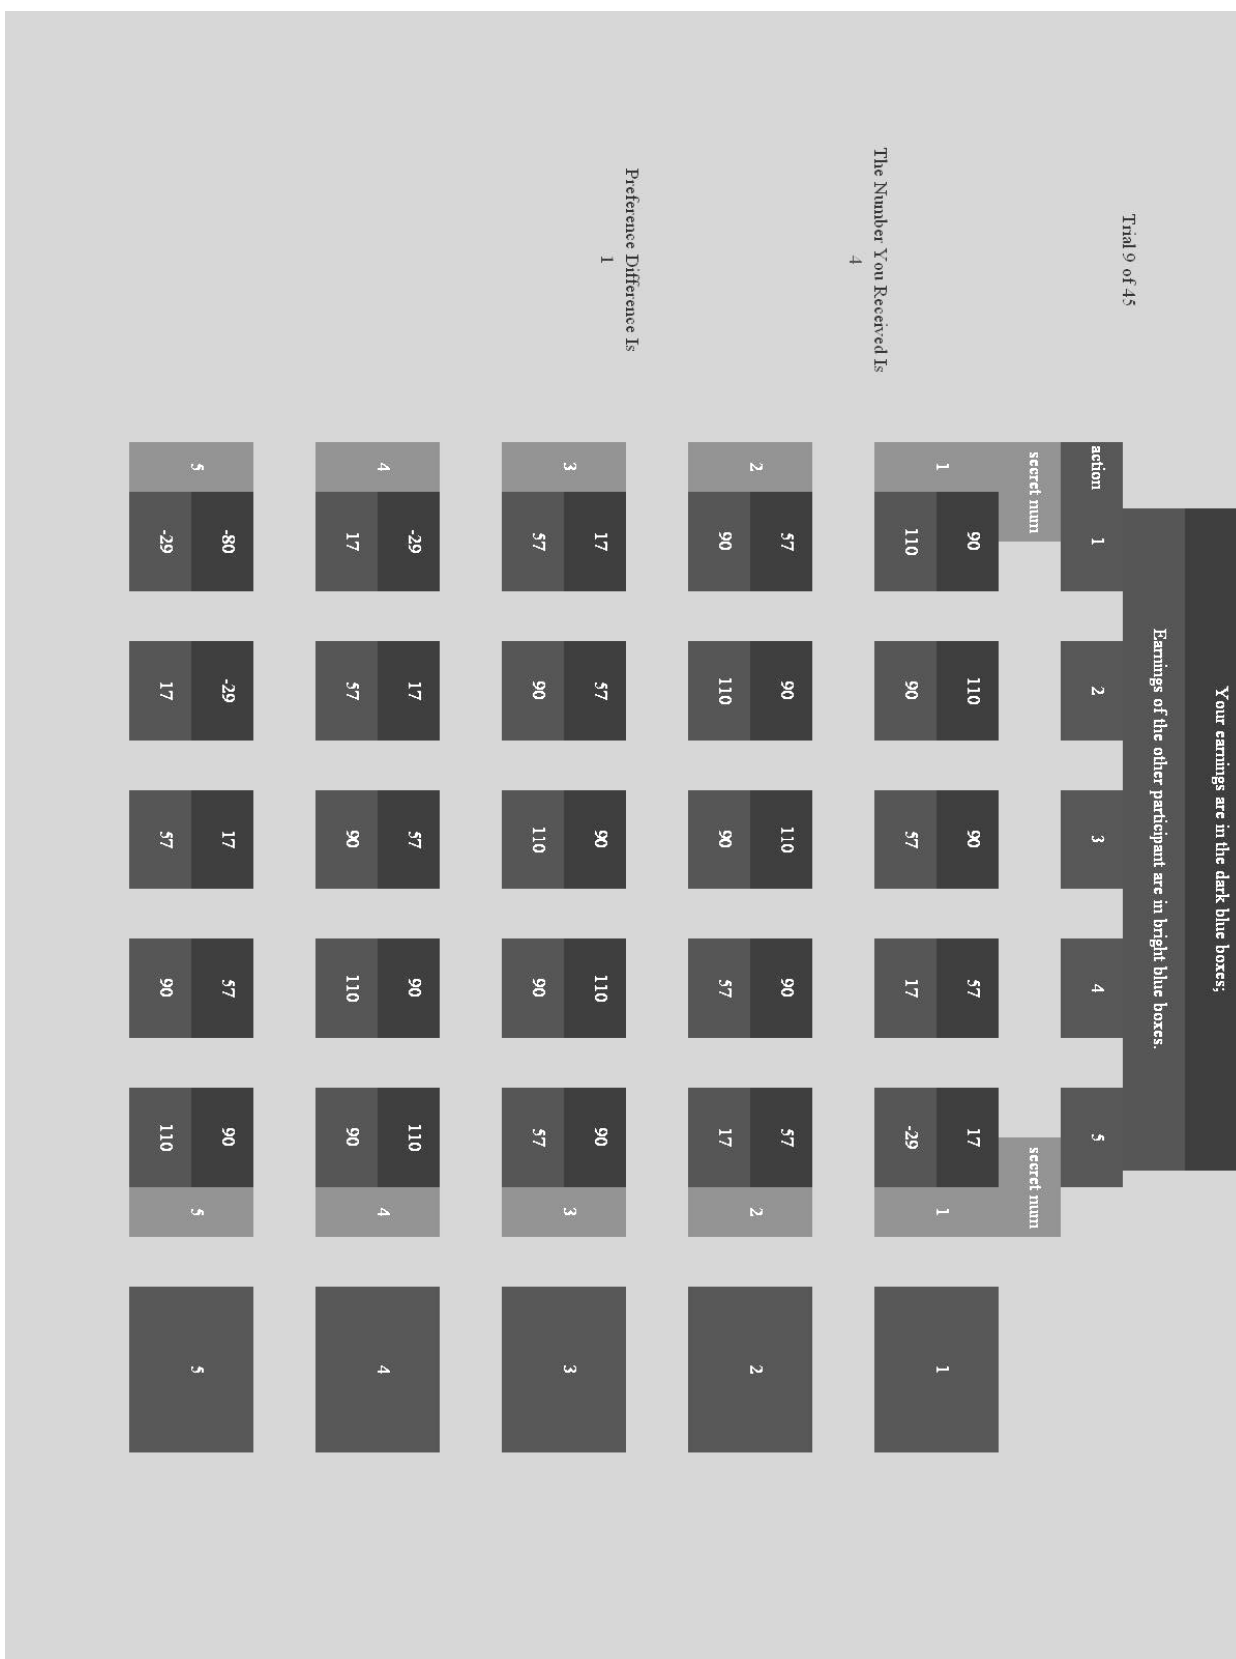 Your earnings are in the dark blue boxes;
Earnings of the other participant are in bright blue boxes.
Trial 9 of 45
action 1 2 3 4 5
secret num secret num
90 110 90 57 17
1 1 1
110 90 57 17 -29
The Number You Received Is
4
57 90 110 90 57
2 2 2
90 110 90 57 17
Preference Difference Is
1
17 57 90 110 90
3 3 3
57 90 110 90 57
-29 17 57 90 110
4 4 4
17 57 90 110 90
-80 -29 17 57 90
5 5 5
-29 17 57 90 110